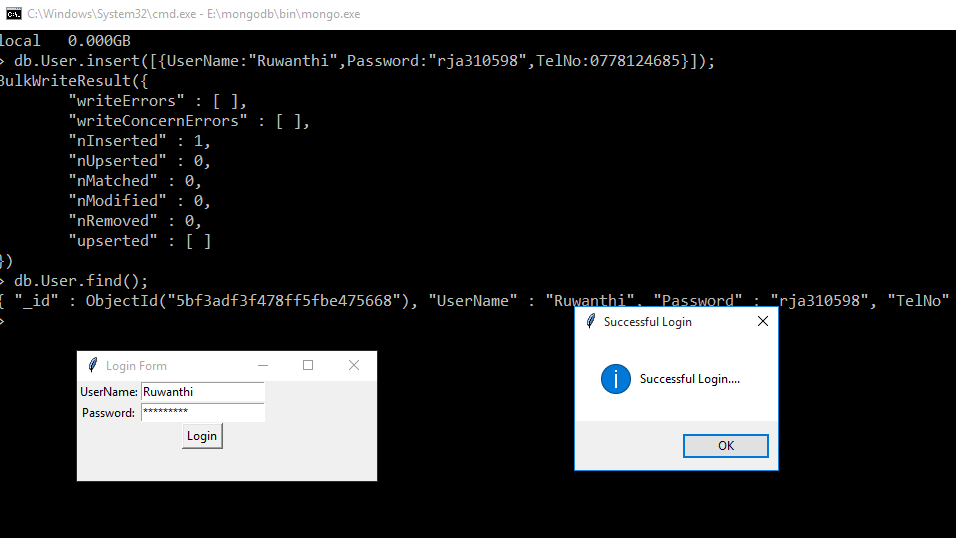 C:\Windows\System32\cmd.exe - E:\mongodb\bin\mongo.exe
local   0.000GB
> db.User.insert([{UserName:"Ruwanthi",Password:"rja310598",TelNo:0778124685}]);
BulkWriteResult({
        "writeErrors" : [ ],
        "writeConcernErrors" : [ ],
        "nInserted" : 1,
        "nUpserted" : 0,
        "nMatched" : 0,
        "nModified" : 0,
        "nRemoved" : 0,
        "upserted" : [ ]
})
> db.User.find();
{ "_id" : ObjectId("5bf3adf3f478ff5fbe475668"), "UserName" : "Ruwanthi", "Password" : "rja310598", "TelNo"
>
Login Form
UserName: Ruwanthi
Password: *********
Login
Successful Login
Successful Login....
OK